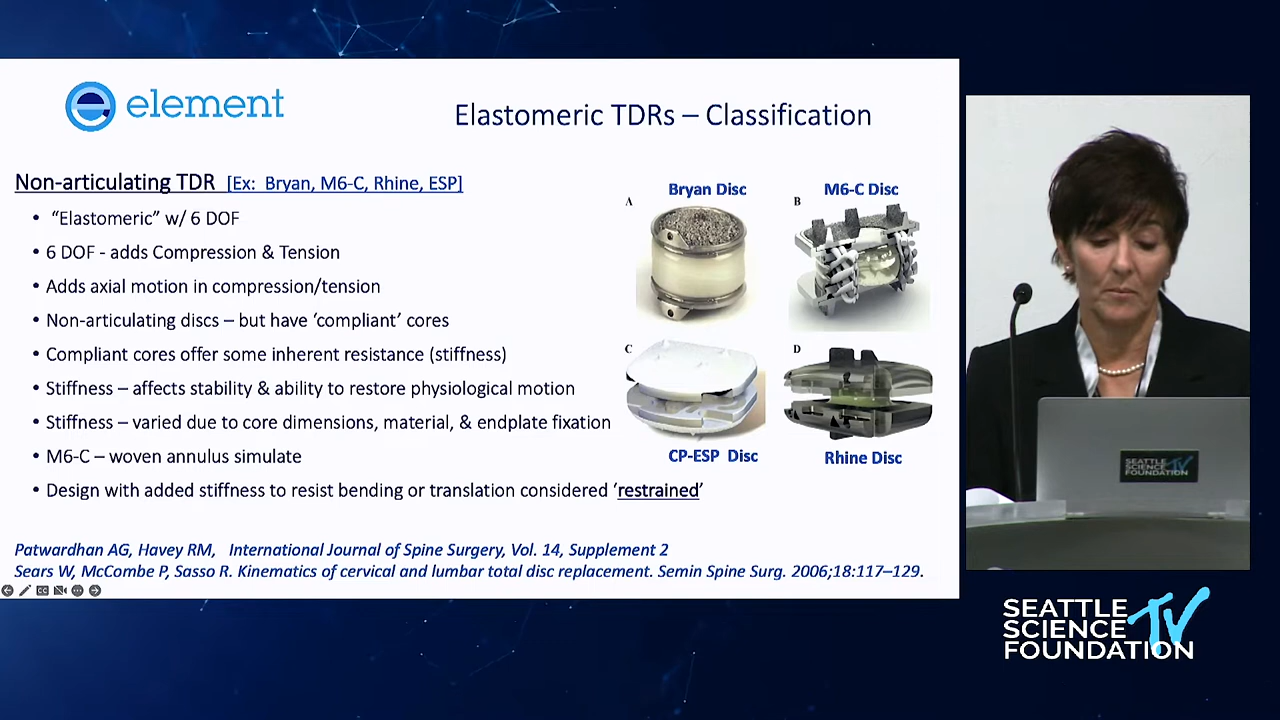 element
Elastomeric TDRs – Classification
Non-articulating TDR [Ex: Bryan, M6-C, Rhine, ESP]
• “Elastomeric” w/ 6 DOF
• 6 DOF - adds Compression & Tension
• Adds axial motion in compression/tension
• Non-articulating discs – but have ‘compliant’ cores
• Compliant cores offer some inherent resistance (stiffness)
• Stiffness – affects stability & ability to restore physiological motion
• Stiffness – varied due to core dimensions, material, & endplate fixation
• M6-C – woven annulus simulate
• Design with added stiffness to resist bending or translation considered ‘restrained’
Bryan Disc
M6-C Disc
A
B
C
D
CP-ESP Disc
Rhine Disc
Patwardhan AG, Havey RM, International Journal of Spine Surgery, Vol. 14, Supplement 2
Sears W, McCombe P, Sasso R. Kinematics of cervical and lumbar total disc replacement. Semin Spine Surg. 2006;18:117–129.
CC
SEATTLE
SCIENCE TV
FOUNDATION
SEATTLE
SCIENCE TV
FOUNDATION